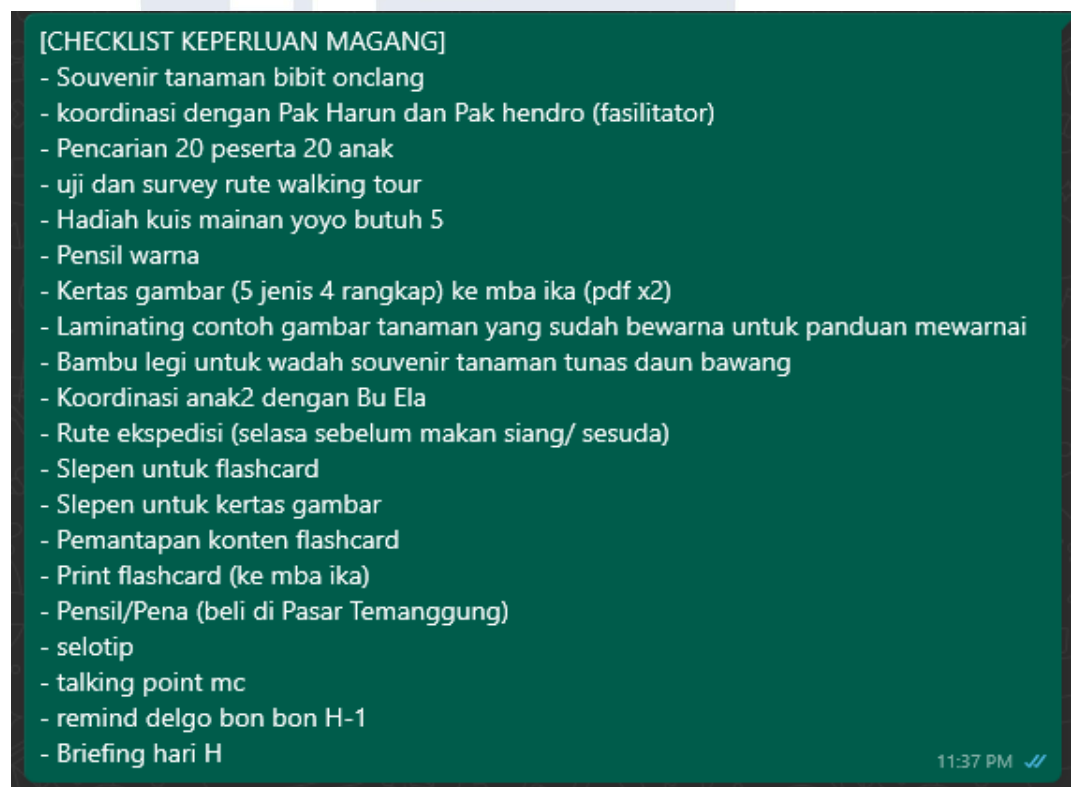 [CHECKLIST KEPERLUAN MAGANG]
- Souvenir tanaman bibit onclang
- koordinasi dengan Pak Harun dan Pak hendro (fasilitator)
- Pencarian 20 peserta 20 anak
- uji dan survey rute walking tour
- Hadiah kuis mainan yoyo butuh 5
- Pensil warna
- Kertas gambar (5 jenis 4 rangkap) ke mba ika (pdf x2)
- Laminating contoh gambar tanaman yang sudah bewarna untuk panduan mewarnai
- Bambu legi untuk wadah souvenir tanaman tunas daun bawang
- Koordinasi anak2 dengan Bu Ela
- Rute ekspedisi (selasa sebelum makan siang/ sesuda)
- Slepen untuk flashcard
- Slepen untuk kertas gambar
- Pemantapan konten flashcard
- Print flashcard (ke mba ika)
- Pensil/Pena (beli di Pasar Temanggung)
- selotip
- talking point mc
- remind delgo bon bon H-1
- Briefing hari H
11:37 PM